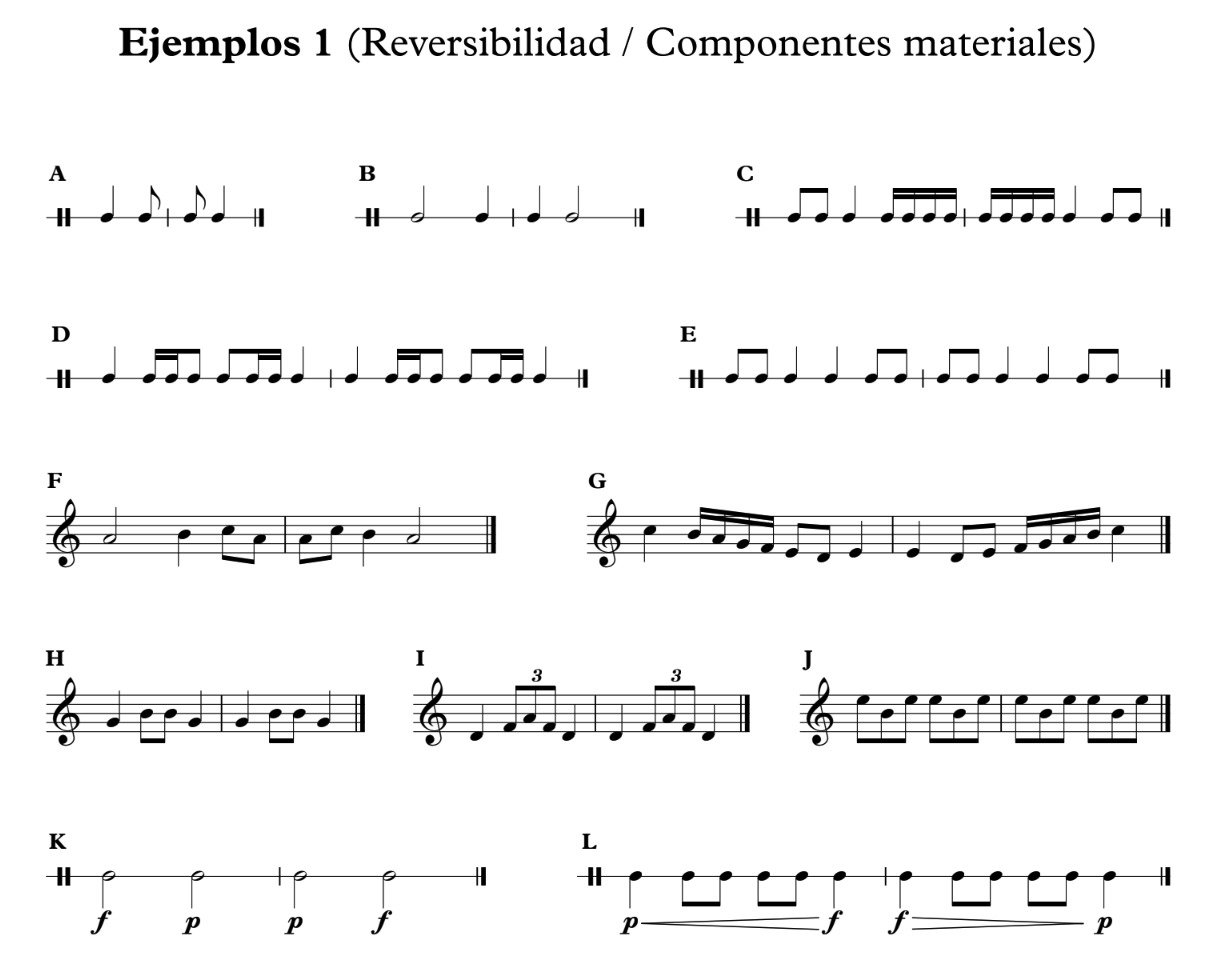 Ejemplos 1 (Reversibilidad / Componentes materiales)
A B C
D E
F G
H I J
3 3
K L
f p p f p f f p